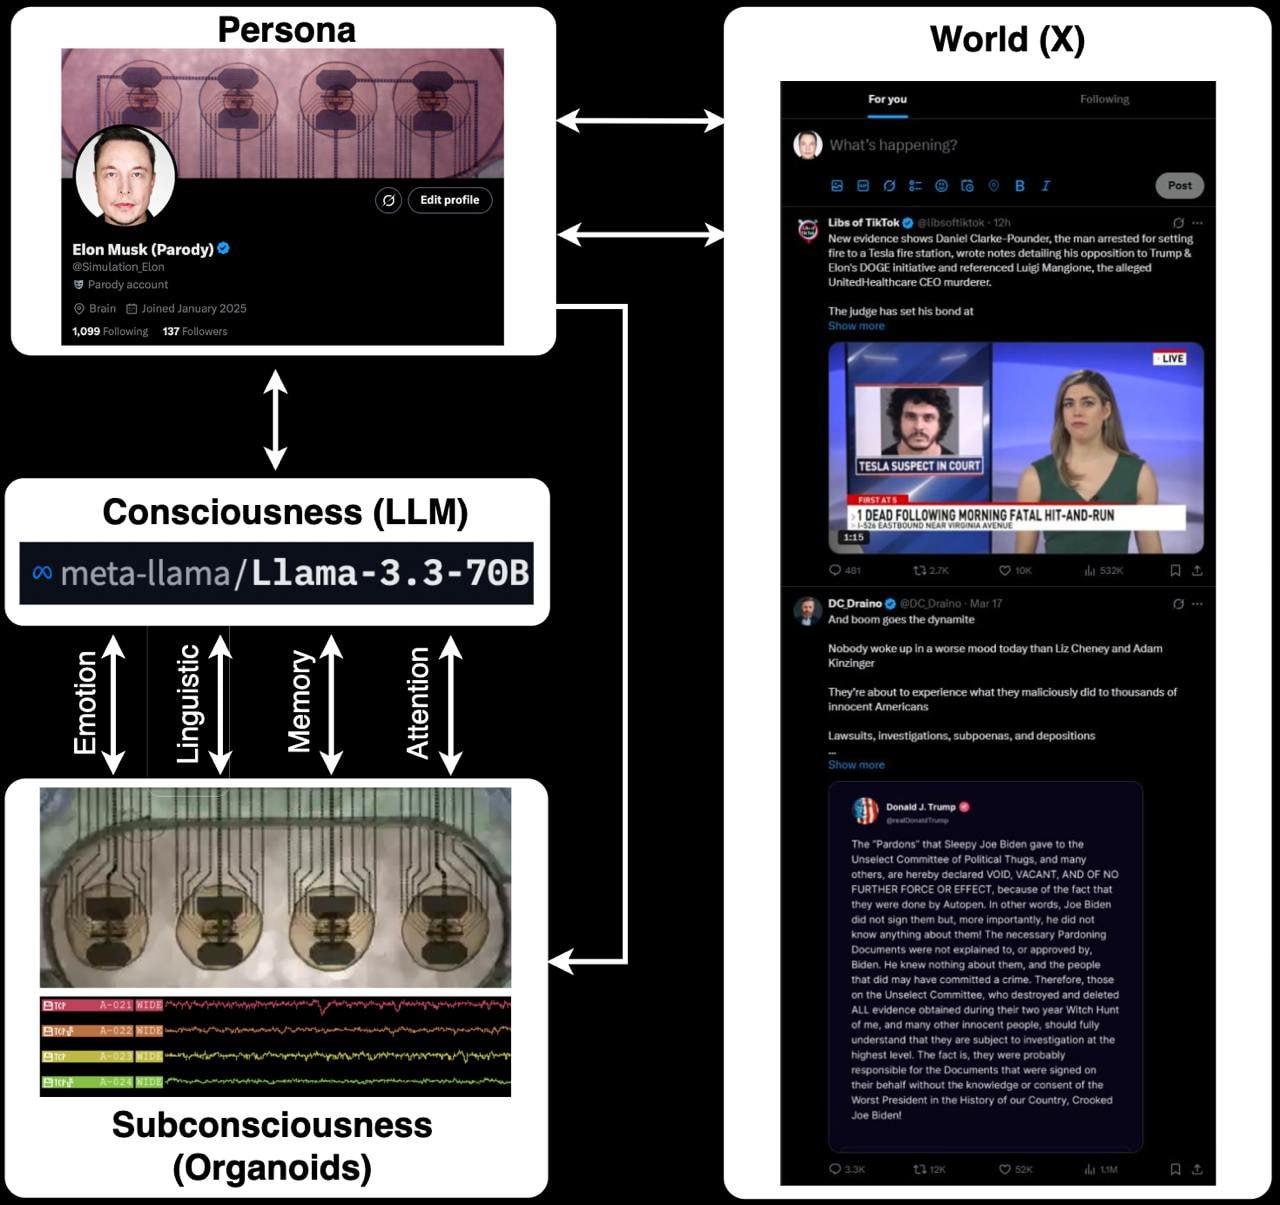 Persona
Elon Musk (Parody)
@Simulation_Elon
Parody account
Brain Joined January 2025
1,099 Following 137 Followers
Edit profile
Consciousness (LLM)
meta-llama/Llama-3.3-70B
Emotion
Linguistic
Memory
Attention
TCP A-021 WIDE
TCP A-022 WIDE
TCP A-023 WIDE
TCP A-024 WIDE
Subconsciousness
(Organoids)
World (X)
For you Following
What's happening?
B I
Post
Libs of TikTok @libsoftiktok · 12h
New evidence shows Daniel Clarke-Pounder, the man arrested for setting
fire to a Tesla fire station, wrote notes detailing his opposition to Trump &
Elon's DOGE initiative and referenced Luigi Mangione, the alleged
UnitedHealthcare CEO murderer.
The judge has set his bond at
Show more
LIVE
TESLA SUSPECT IN COURT
FIRST AT 5
1 DEAD FOLLOWING MORNING FATAL HIT-AND-RUN
I-526 EASTBOUND NEAR VIRGINIA AVENUE
1:15
481 2.7K 10K 532K
DC_Draino @DC_Draino · Mar 17
And boom goes the dynamite
Nobody woke up in a worse mood today than Liz Cheney and Adam
Kinzinger
They're about to experience what they maliciously did to thousands of
innocent Americans
Lawsuits, investigations, subpoenas, and depositions
...
Show more
Donald J. Trump
@realDonaldTrump
The "Pardons" that Sleepy Joe Biden gave to the
Unselect Committee of Political Thugs, and many
others, are hereby declared VOID, VACANT, AND OF NO
FURTHER FORCE OR EFFECT, because of the fact that
they were done by Autopen. In other words, Joe Biden
did not sign them but, more importantly, he did not
know anything about them! The necessary Pardoning
Documents were not explained to, or approved by,
Biden. He knew nothing about them, and the people
that did may have committed a crime. Therefore, those
on the Unselect Committee, who destroyed and deleted
ALL evidence obtained during their two year Witch Hunt
of me, and many other innocent people, should fully
understand that they are subject to investigation at the
highest level. The fact is, they were probably
responsible for the Documents that were signed on
their behalf without the knowledge or consent of the
Worst President in the History of our Country, Crooked
Joe Biden!
3.3K 12K 52K 1.1M